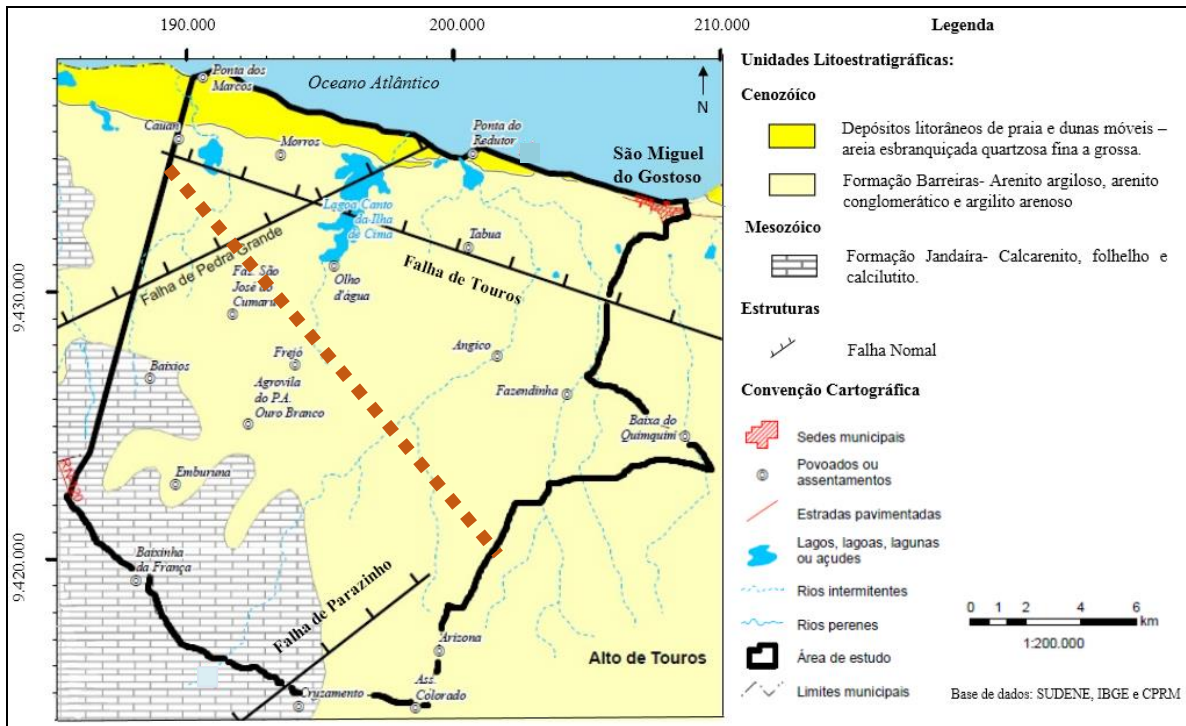 190.000
200.000
210.000
9.430.000
9.420.000
Ponta dos
Marcos
Oceano Atlântico
N
Cauan
Morros
Ponta do
Redutor
São Miguel
do Gostoso
Lagoa Canto
da Ilha
de Cima
Tabua
Falha de Pedra Grande
Faz. São
José do
Cumaru
Olho
d'água
Falha de Touros
Baixios
Frejó
Angico
Agrovila
do P.A.
Ouro Branco
Fazendinha
Baixa do
Quimquim
Emburuna
Baixinha
da França
Falha de Parazinho
Arizona
Alto de Touros
Cruzamento
Ass.
Colorado
Legenda
Unidades Litoestratigráficas:
Cenozóíco
Depósitos litorâneos de praia e dunas móveis –
areia esbranquiçada quartzosa fina a grossa.
Formação Barreiras- Arenito argiloso, arenito
conglomerático e argilito arenoso
Mesozóico
Formação Jandaíra- Calcarenito, folhelho e
calcilutito.
Estruturas
Falha Nomal
Convenção Cartográfica
Sedes municipais
Povoados ou
assentamentos
Estradas pavimentadas
Lagos, lagoas, lagunas
ou açudes
Rios intermitentes
Rios perenes
Área de estudo
Limites municipais
0 1 2 4 6
km
1:200.000
Base de dados: SUDENE, IBGE e CPRM